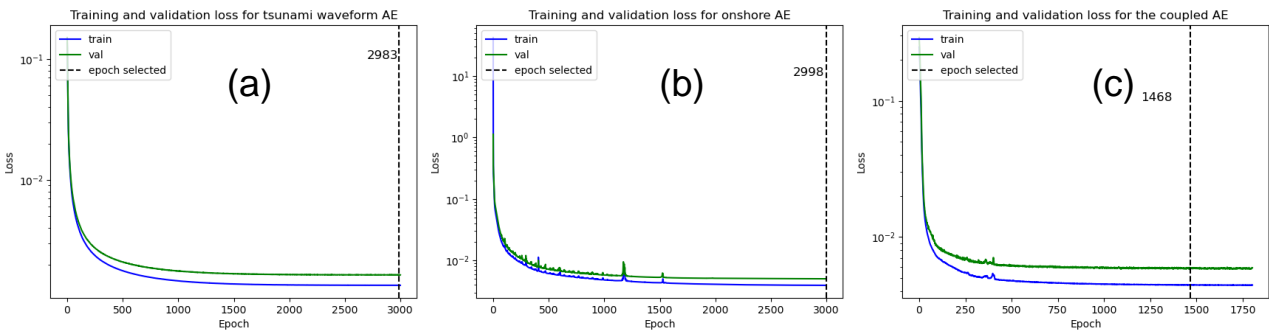 Training and validation loss for tsunami waveform AE
train
val
epoch selected
2983
(a)
10⁻¹
10⁻²
Loss
0 500 1000 1500 2000 2500 3000
Epoch
Training and validation loss for onshore AE
train
val
epoch selected
2998
(b)
10¹
10⁰
10⁻¹
10⁻²
Loss
0 500 1000 1500 2000 2500 3000
Epoch
Training and validation loss for the coupled AE
train
val
epoch selected
(c)
1468
10⁻¹
10⁻²
Loss
0 250 500 750 1000 1250 1500 1750
Epoch